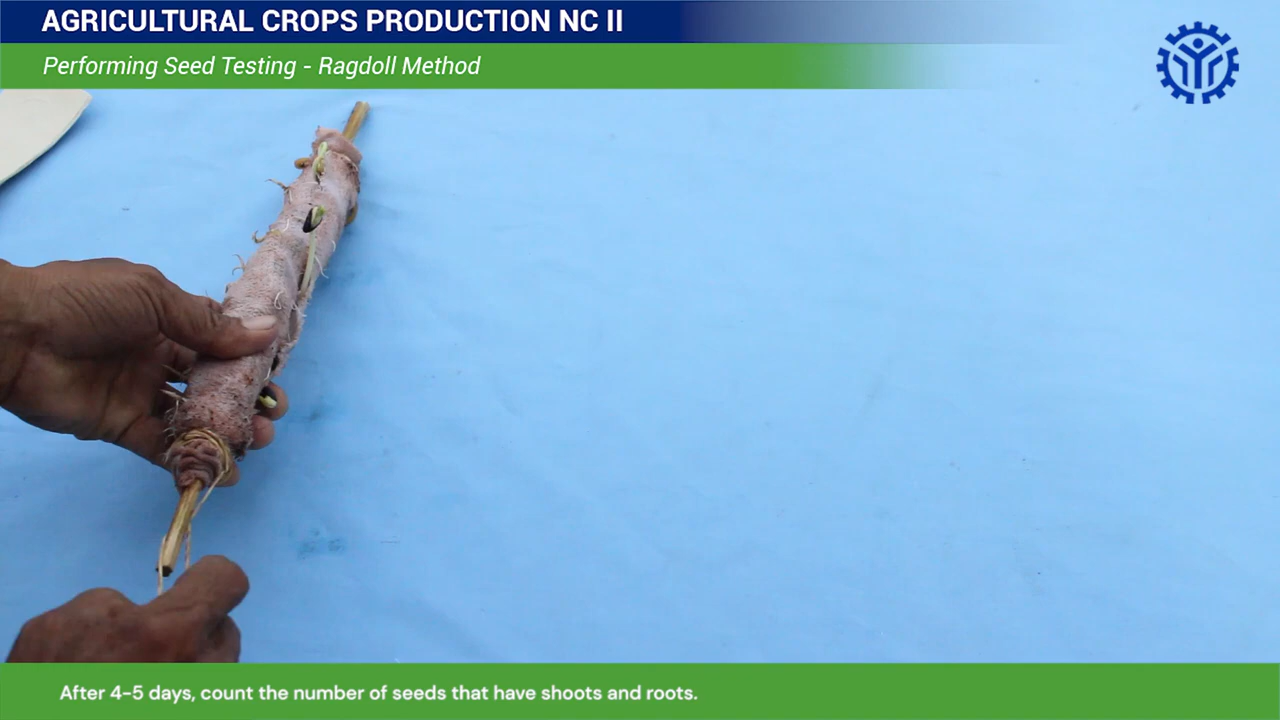 AGRICULTURAL CROPS PRODUCTION NC II
Performing Seed Testing - Ragdoll Method
After 4-5 days, count the number of seeds that have shoots and roots.